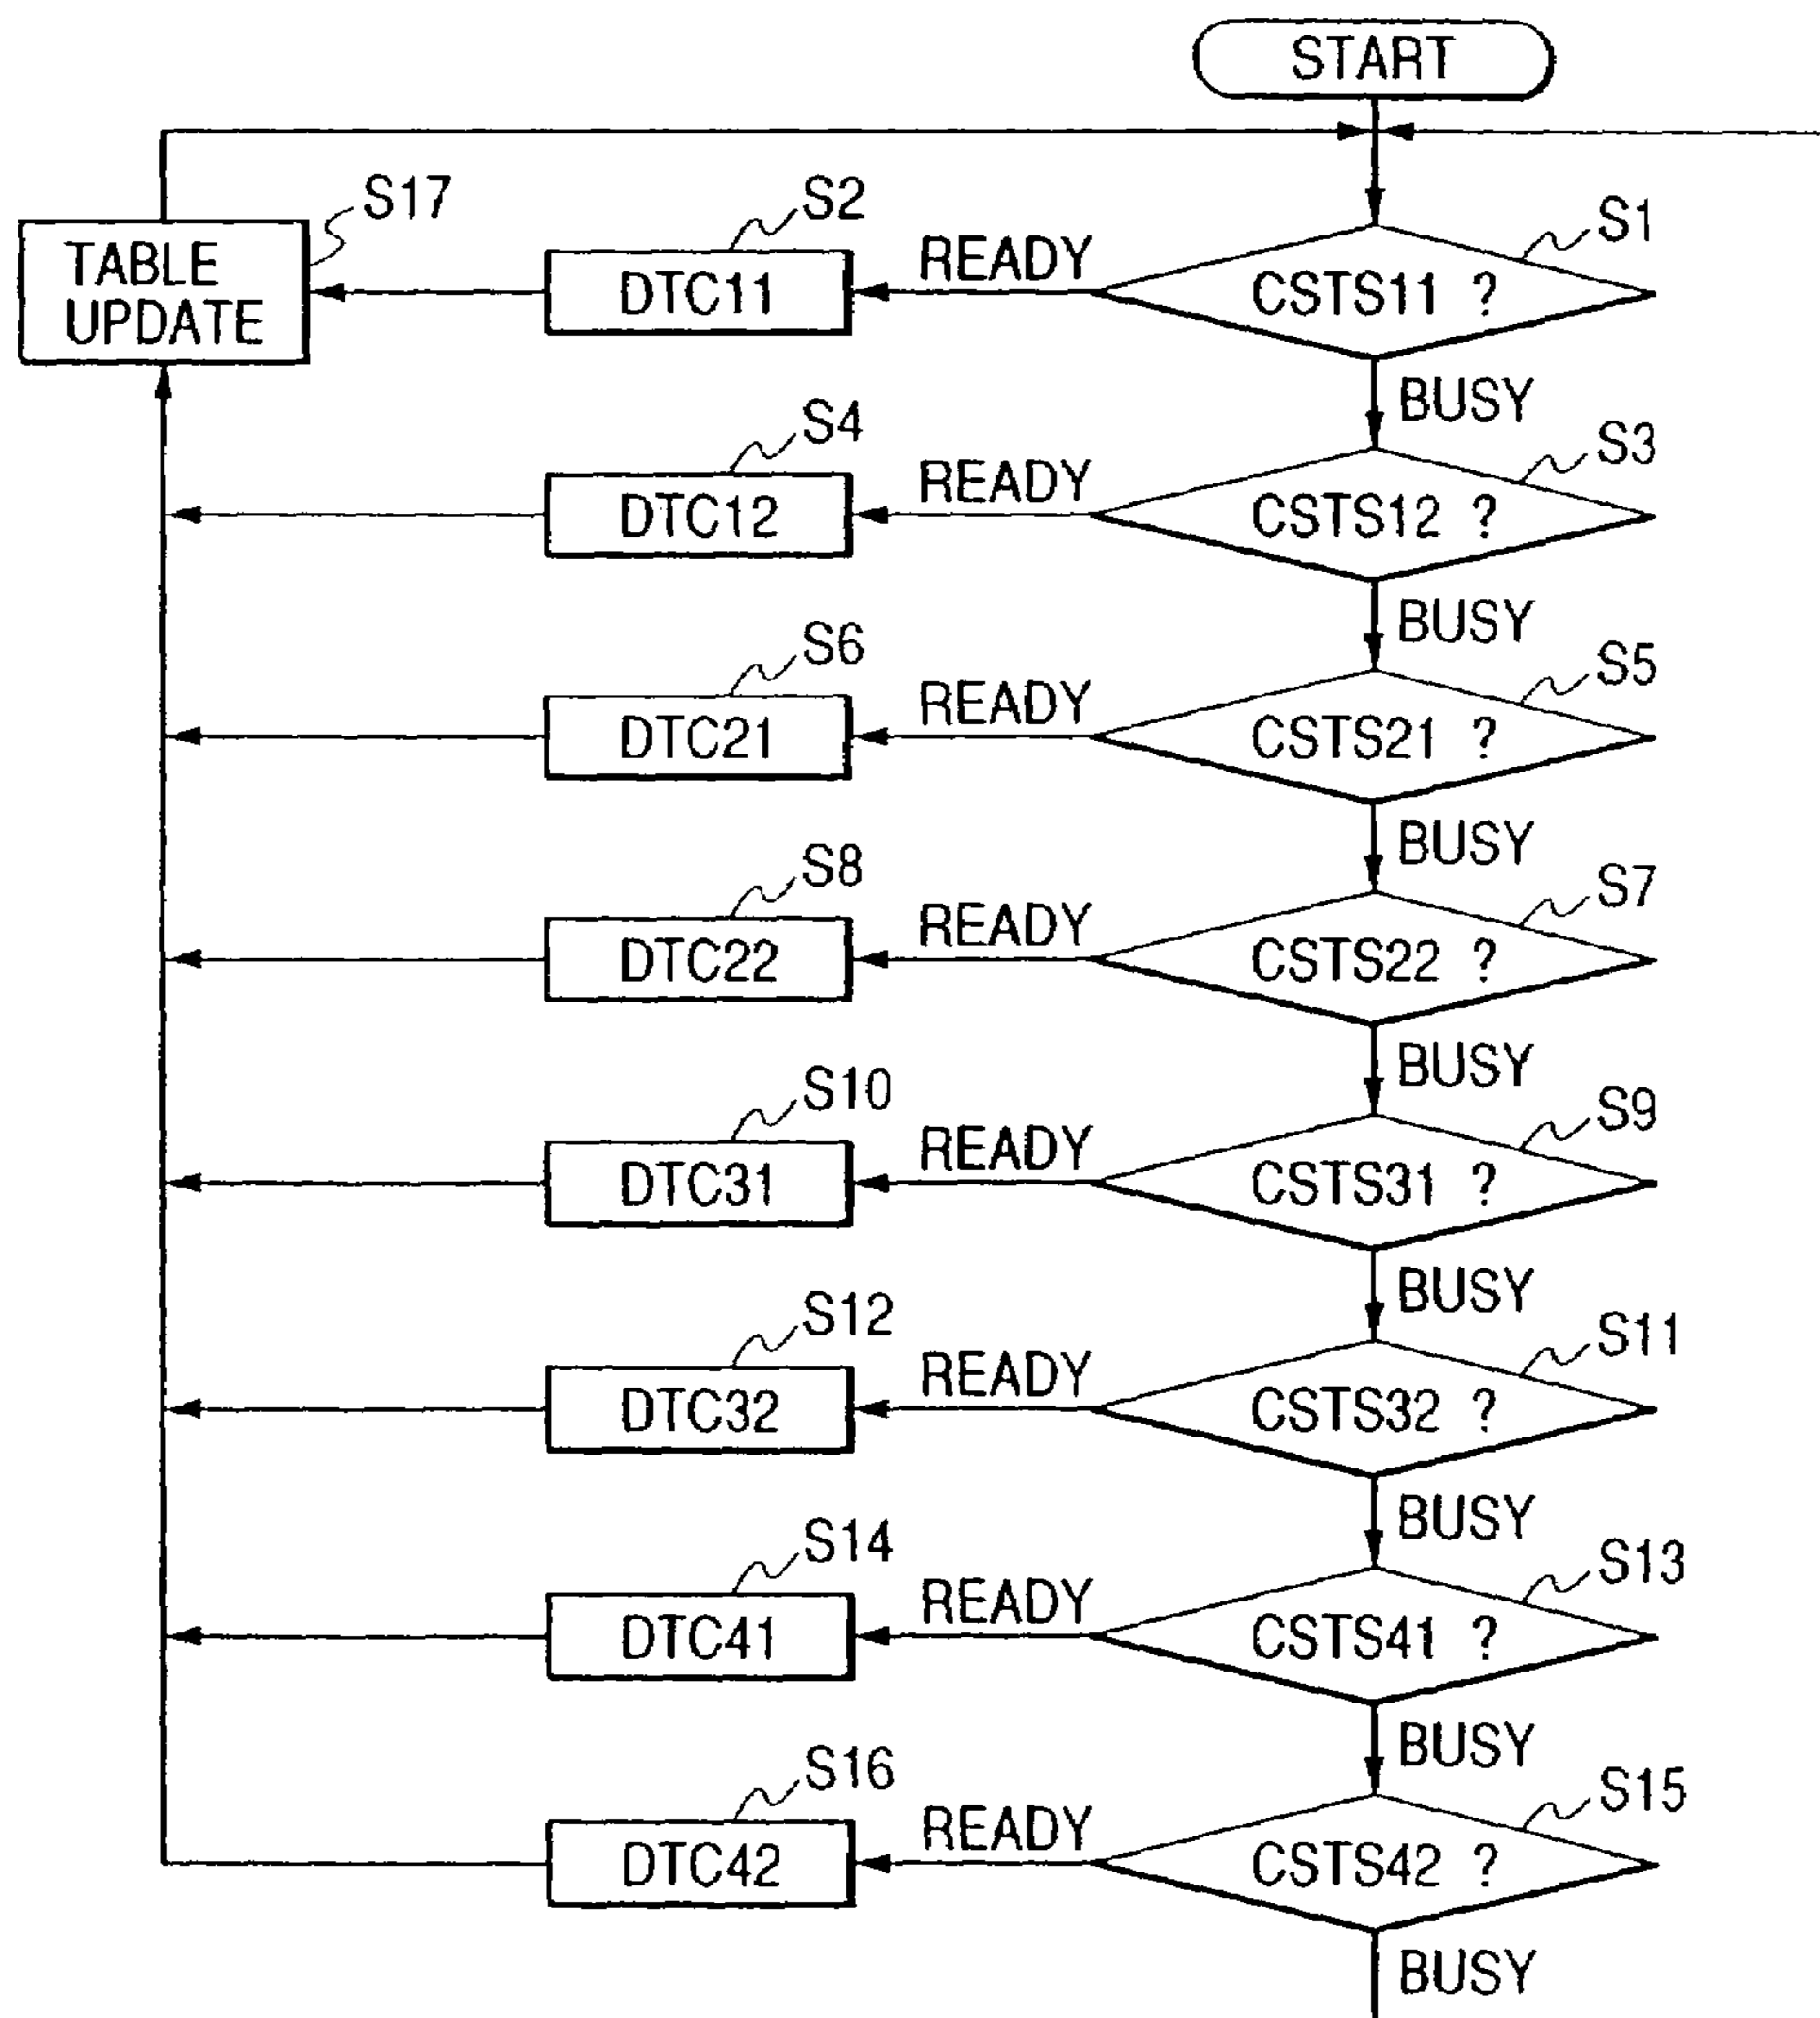 START
S17
S2
S1
TABLE
UPDATE
DTC11
READY
CSTS11 ?
BUSY
S4
S3
DTC12
READY
CSTS12 ?
BUSY
S6
S5
DTC21
READY
CSTS21 ?
BUSY
S8
S7
DTC22
READY
CSTS22 ?
BUSY
S10
S9
DTC31
READY
CSTS31 ?
BUSY
S12
S11
DTC32
READY
CSTS32 ?
BUSY
S14
S13
DTC41
READY
CSTS41 ?
BUSY
S16
S15
DTC42
READY
CSTS42 ?
BUSY